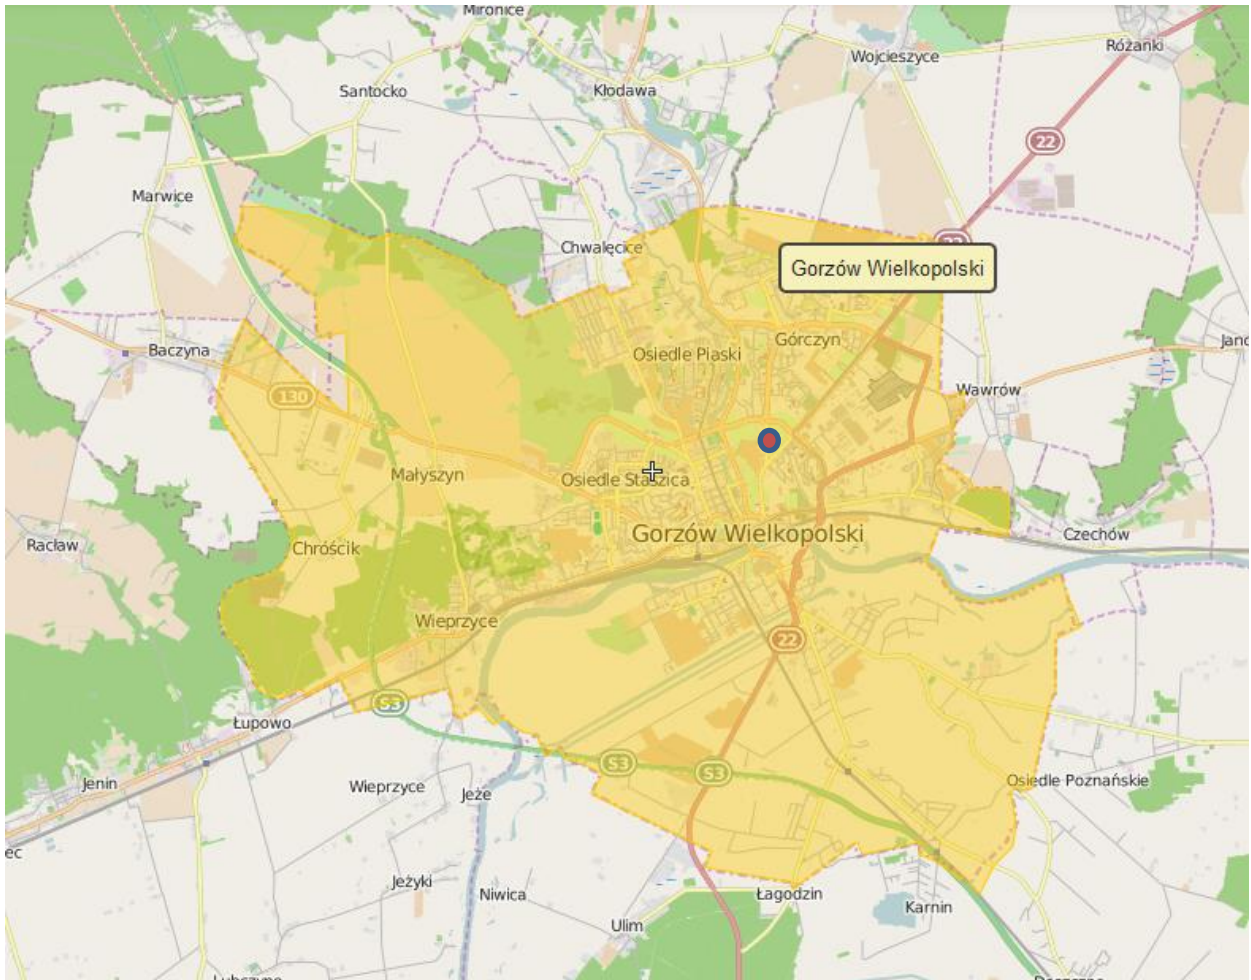 Mironice
Różanki
Wojcieszyce
Santocko
Kłodawa
22
Marwice
Chwalęcice
22
Gorzów Wielkopolski
Górczyn
Baczyna
Osiedle Piaski
Wawrów
130
Małyszyn
Osiedle Staszica
Gorzów Wielkopolski
Czechów
Racław
Chróścik
Wieprzyce
22
S3
Łupowo
S3
S3
Jenin
Wieprzyce
Jeże
Osiedle Poznańskie
ec
Jeżyki
Niwica
Łagodzin
Karnin
Ulim